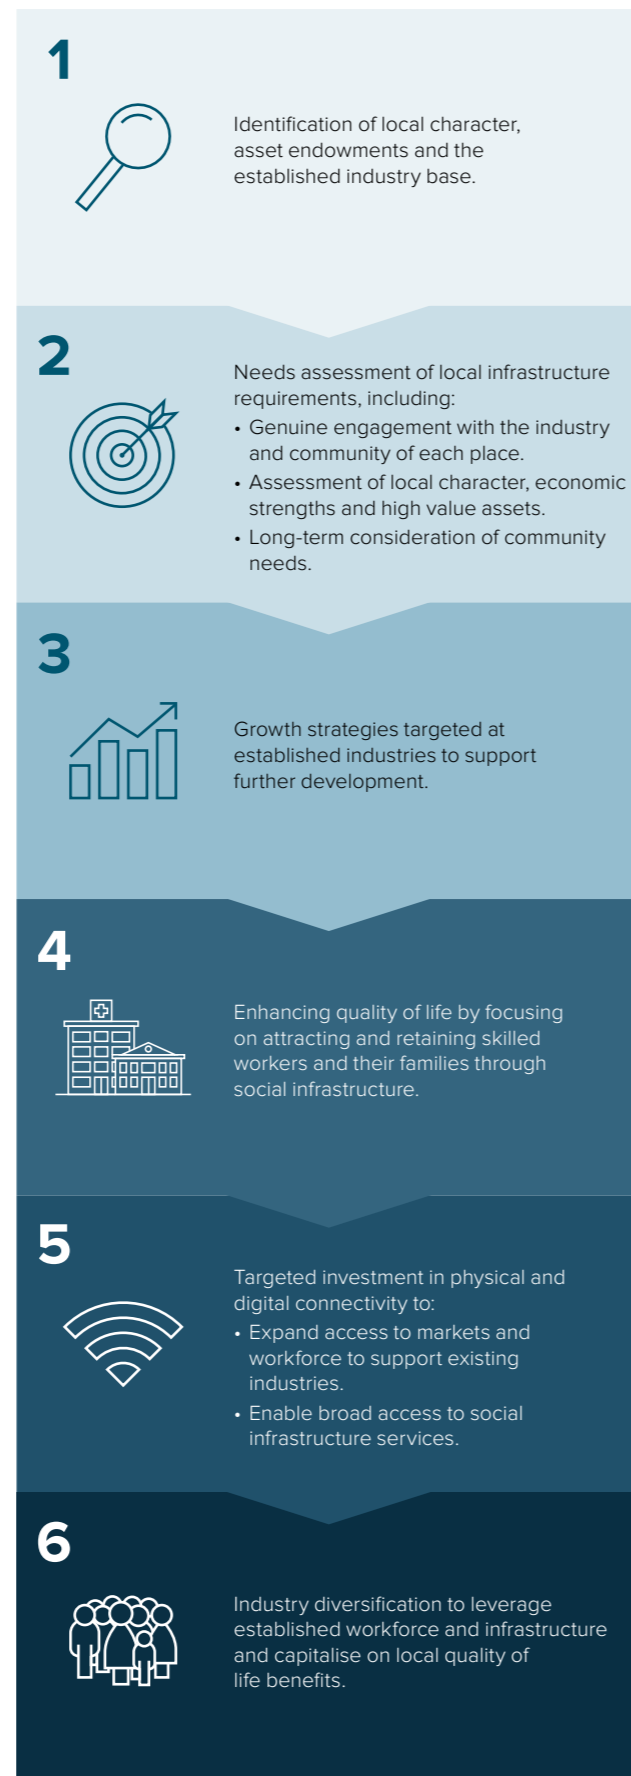 1
Identification of local character,
asset endowments and the
established industry base.
2
Needs assessment of local infrastructure
requirements, including:
• Genuine engagement with the industry
and community of each place.
• Assessment of local character, economic
strengths and high value assets.
• Long-term consideration of community
needs.
3
Growth strategies targeted at
established industries to support
further development.
4
Enhancing quality of life by focusing
on attracting and retaining skilled
workers and their families through
social infrastructure.
5
Targeted investment in physical and
digital connectivity to:
• Expand access to markets and
workforce to support existing
industries.
• Enable broad access to social
infrastructure services.
6
Industry diversification to leverage
established workforce and infrastructure
and capitalise on local quality of
life benefits.